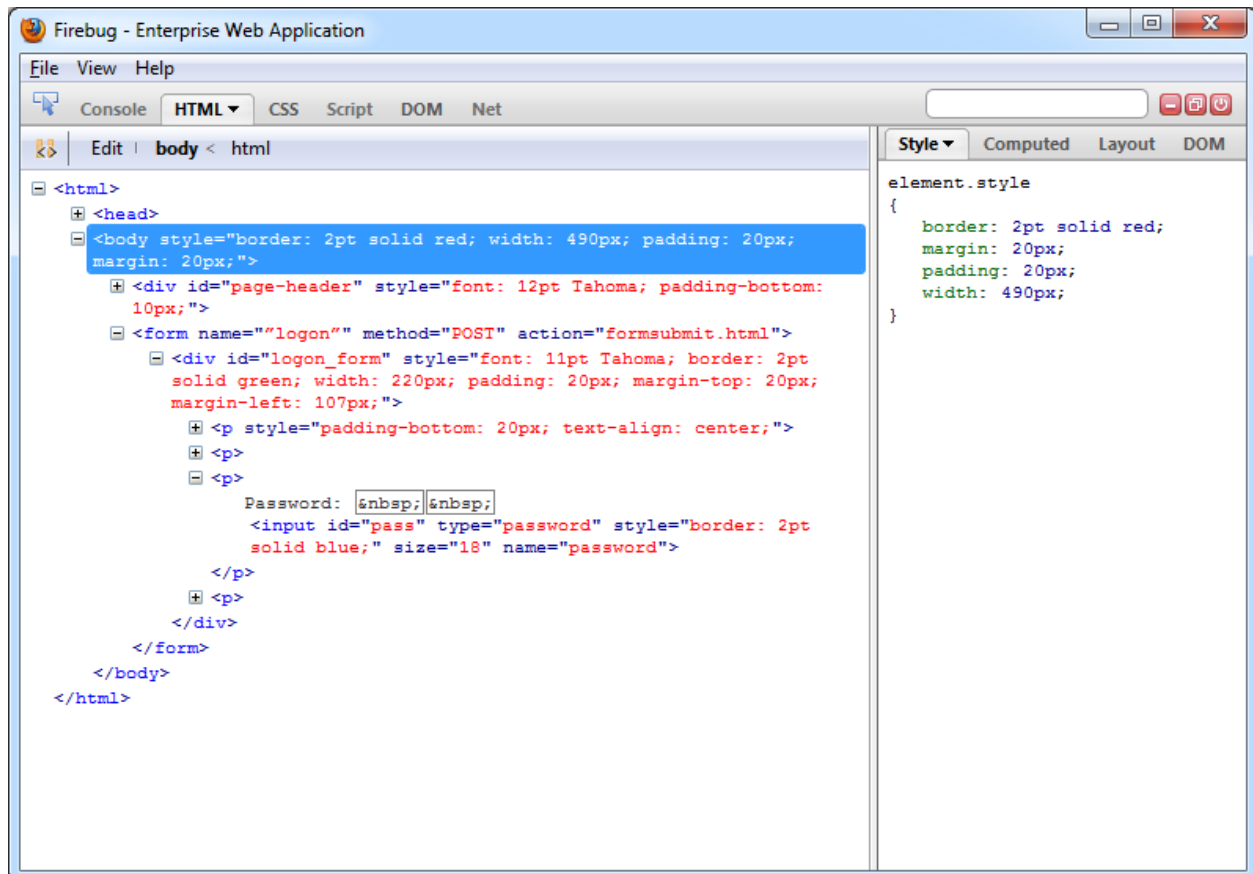 Firebug - Enterprise Web Application
File View Help
Console HTML CSS Script DOM Net
Edit body < html
<html>
<head>
<body style="border: 2pt solid red; width: 490px; padding: 20px;
margin: 20px;">
<div id="page-header" style="font: 12pt Tahoma; padding-bottom:
10px;">
<form name="”logon”" method="POST" action="formsubmit.html">
<div id="logon_form" style="font: 11pt Tahoma; border: 2pt
solid green; width: 220px; padding: 20px; margin-top: 20px;
margin-left: 107px;">
<p style="padding-bottom: 20px; text-align: center;">
<p>
<p>
Password: &nbsp;&nbsp;
<input id="pass" type="password" style="border: 2pt
solid blue;" size="18" name="password">
</p>
<p>
</div>
</form>
</body>
</html>
Style Computed Layout DOM
element.style
{
border: 2pt solid red;
margin: 20px;
padding: 20px;
width: 490px;
}